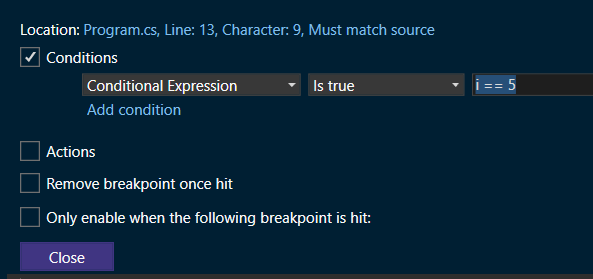 Location: Program.cs, Line: 13, Character: 9, Must match source
Conditions
Conditional Expression Is true i == 5
Add condition
Actions
Remove breakpoint once hit
Only enable when the following breakpoint is hit:
Close